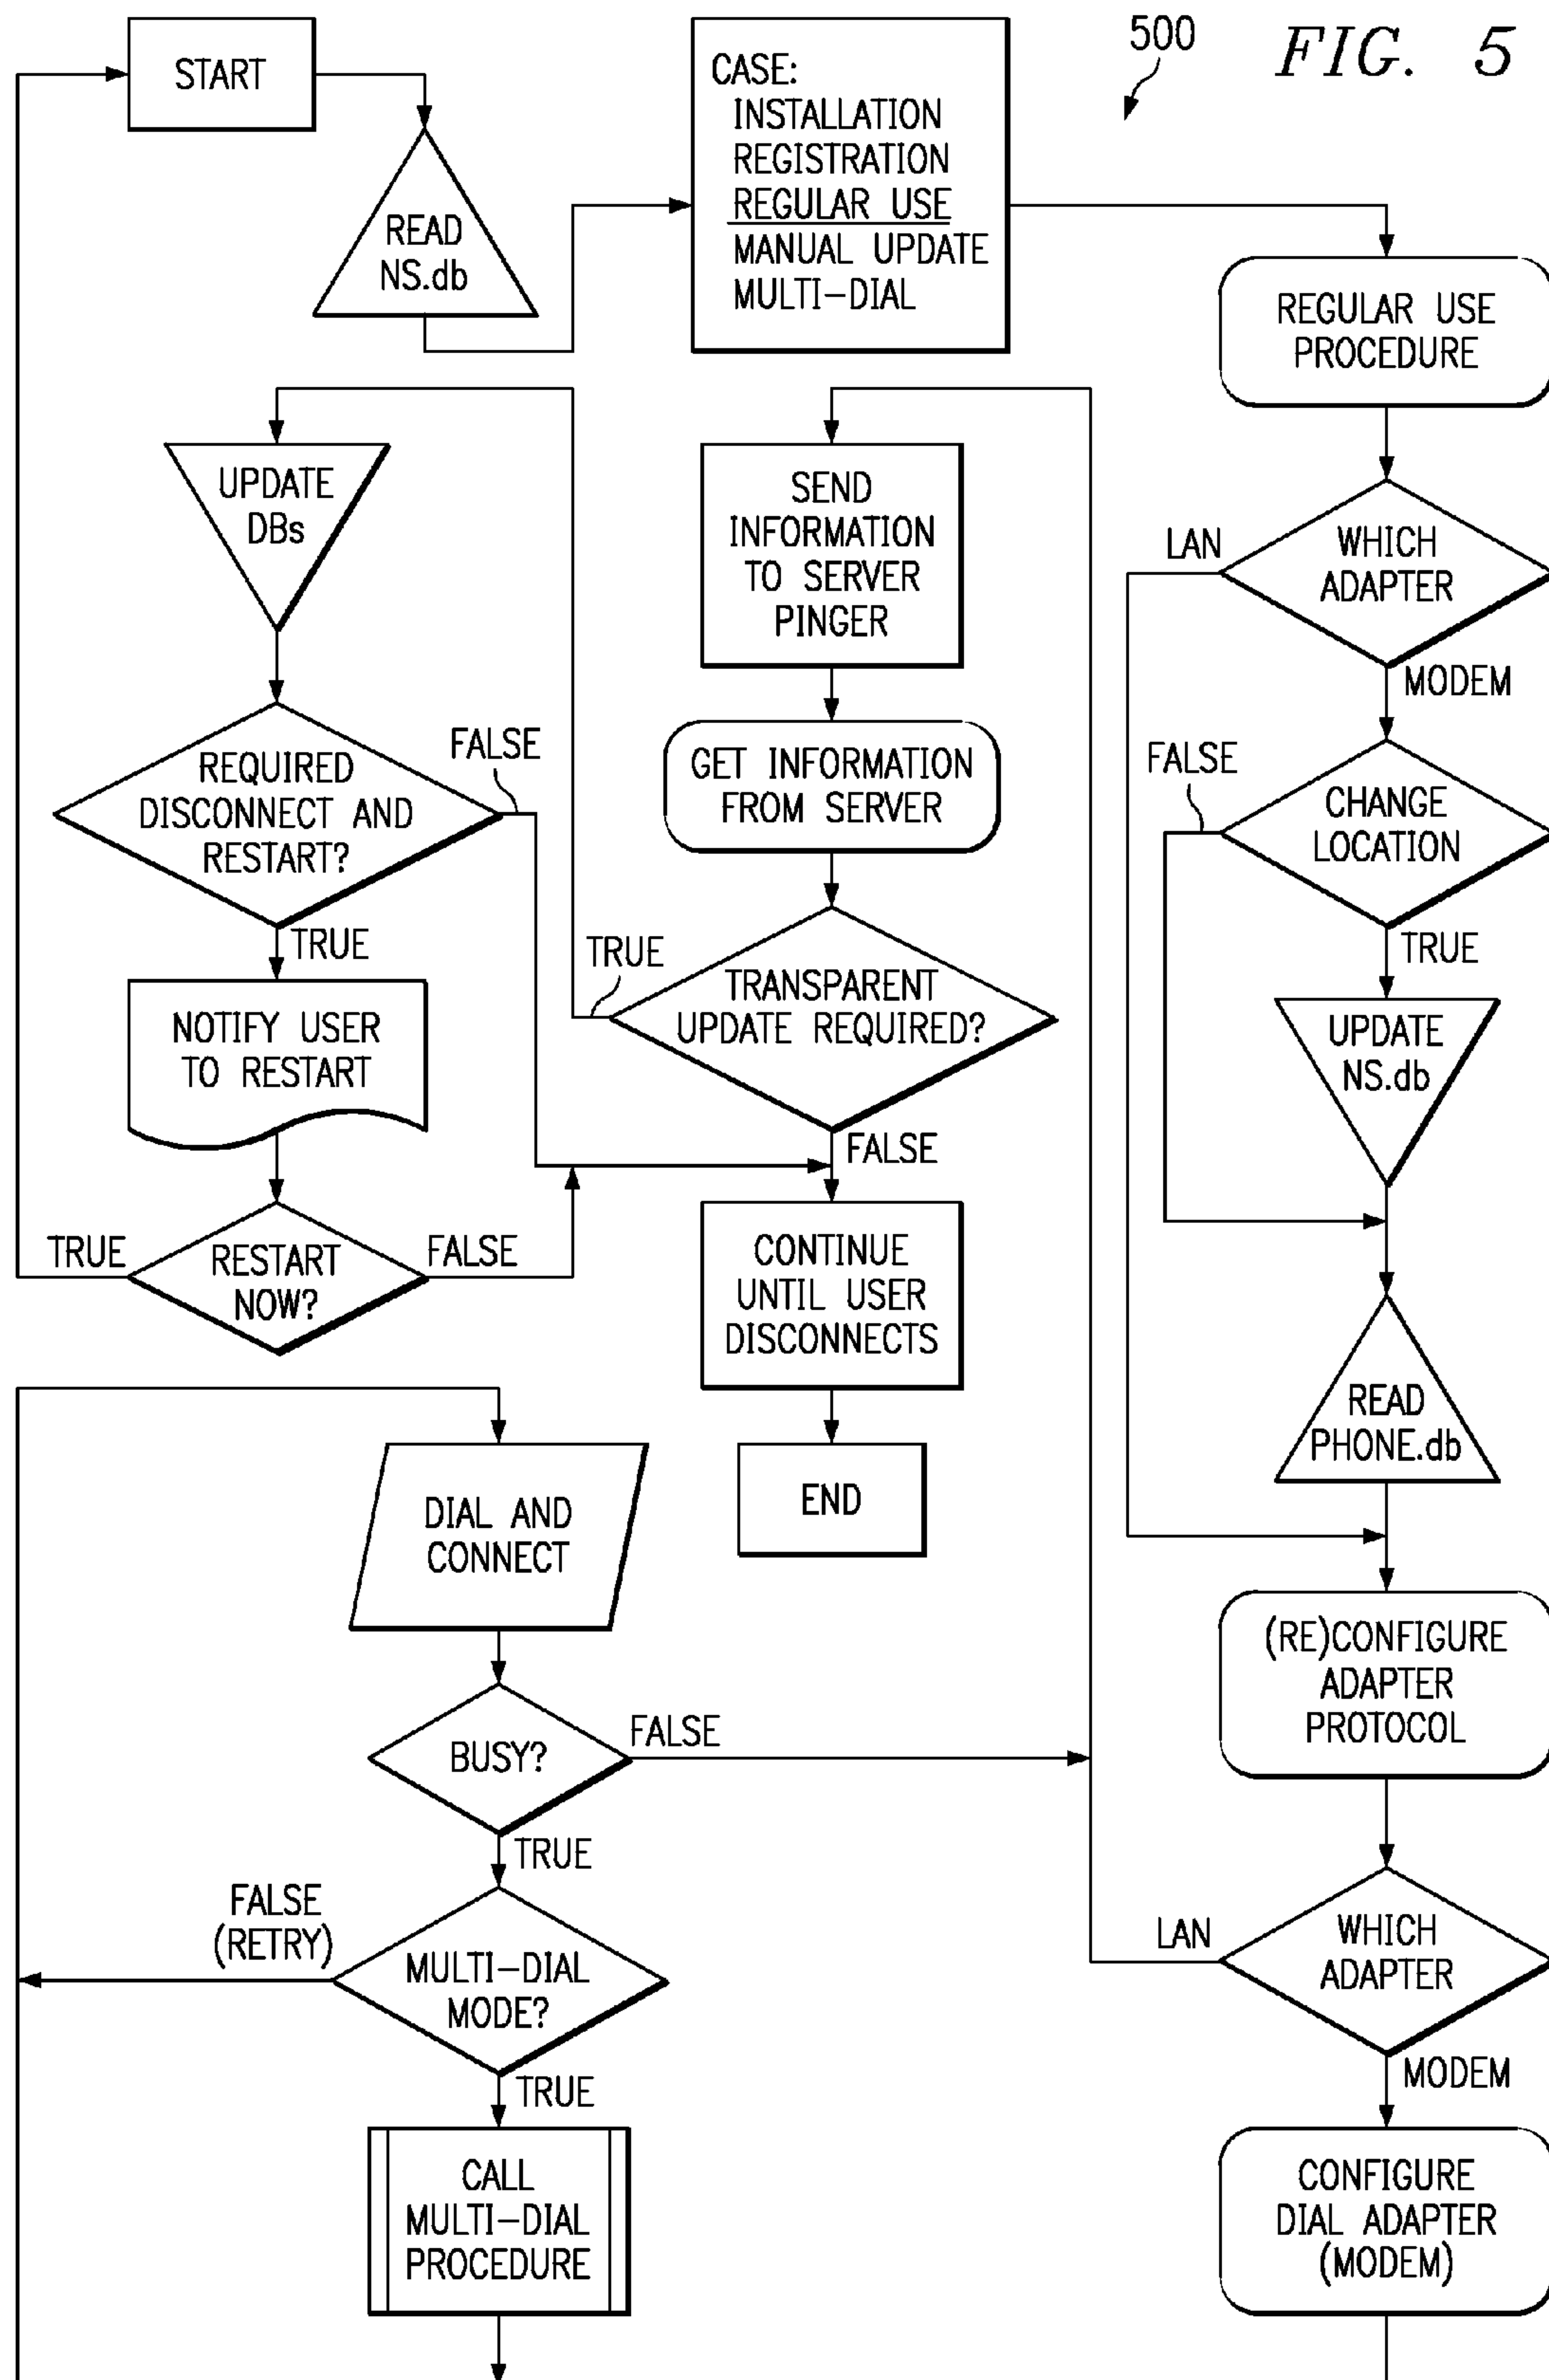 500
FIG. 5
START
READ
NS.db
CASE:
INSTALLATION
REGISTRATION
REGULAR USE
MANUAL UPDATE
MULTI-DIAL
REGULAR USE
PROCEDURE
WHICH
ADAPTER
LAN
MODEM
CHANGE
LOCATION
FALSE
TRUE
UPDATE
NS.db
READ
PHONE.db
(RE)CONFIGURE
ADAPTER
PROTOCOL
WHICH
ADAPTER
LAN
MODEM
CONFIGURE
DIAL ADAPTER
(MODEM)
SEND
INFORMATION
TO SERVER
PINGER
GET INFORMATION
FROM SERVER
TRANSPARENT
UPDATE REQUIRED?
TRUE
FALSE
CONTINUE
UNTIL USER
DISCONNECTS
END
UPDATE
DBs
REQUIRED
DISCONNECT AND
RESTART?
FALSE
TRUE
NOTIFY USER
TO RESTART
RESTART
NOW?
TRUE
FALSE
DIAL AND
CONNECT
BUSY?
FALSE
TRUE
MULTI-DIAL
MODE?
FALSE
(RETRY)
TRUE
CALL
MULTI-DIAL
PROCEDURE